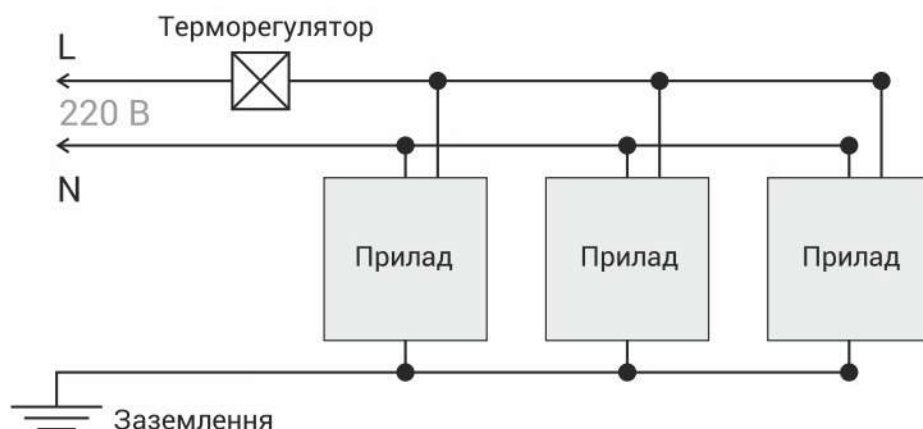 Терморегулятор
L
220 В
N
Прилад Прилад Прилад
Заземлення